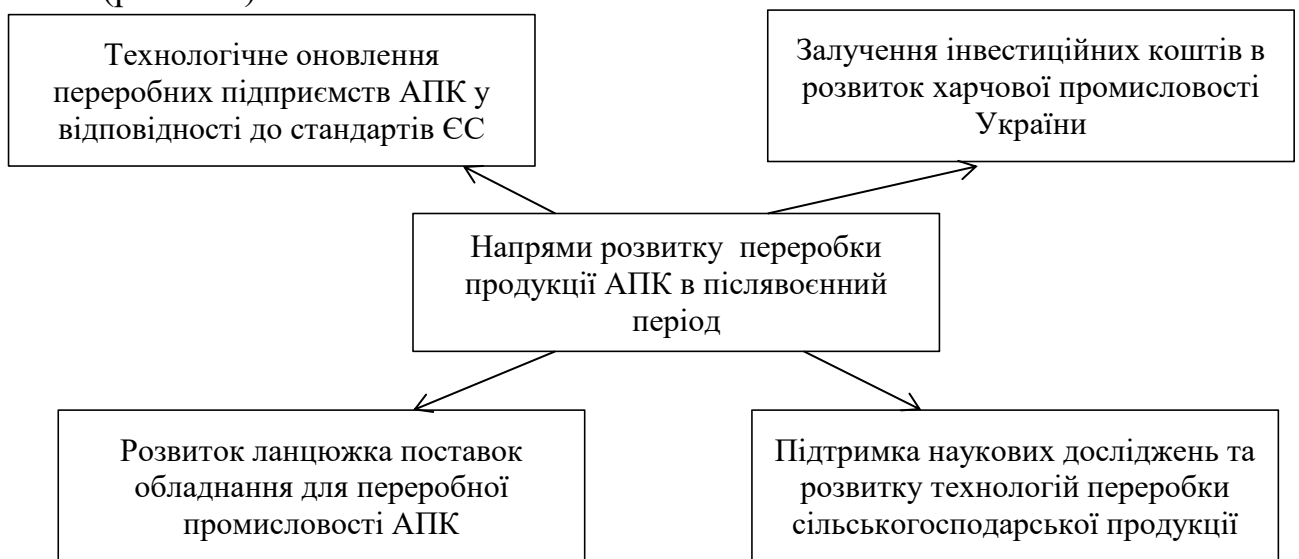 Технологічне оновлення
переробних підприємств АПК у
відповідності до стандартів ЄС
Залучення інвестиційних коштів в
розвиток харчової промисловості
України
Напрями розвитку переробки
продукції АПК в післявоєнний
період
Розвиток ланцюжка поставок
обладнання для переробної
промисловості АПК
Підтримка наукових досліджень та
розвитку технологій переробки
сільськогосподарської продукції